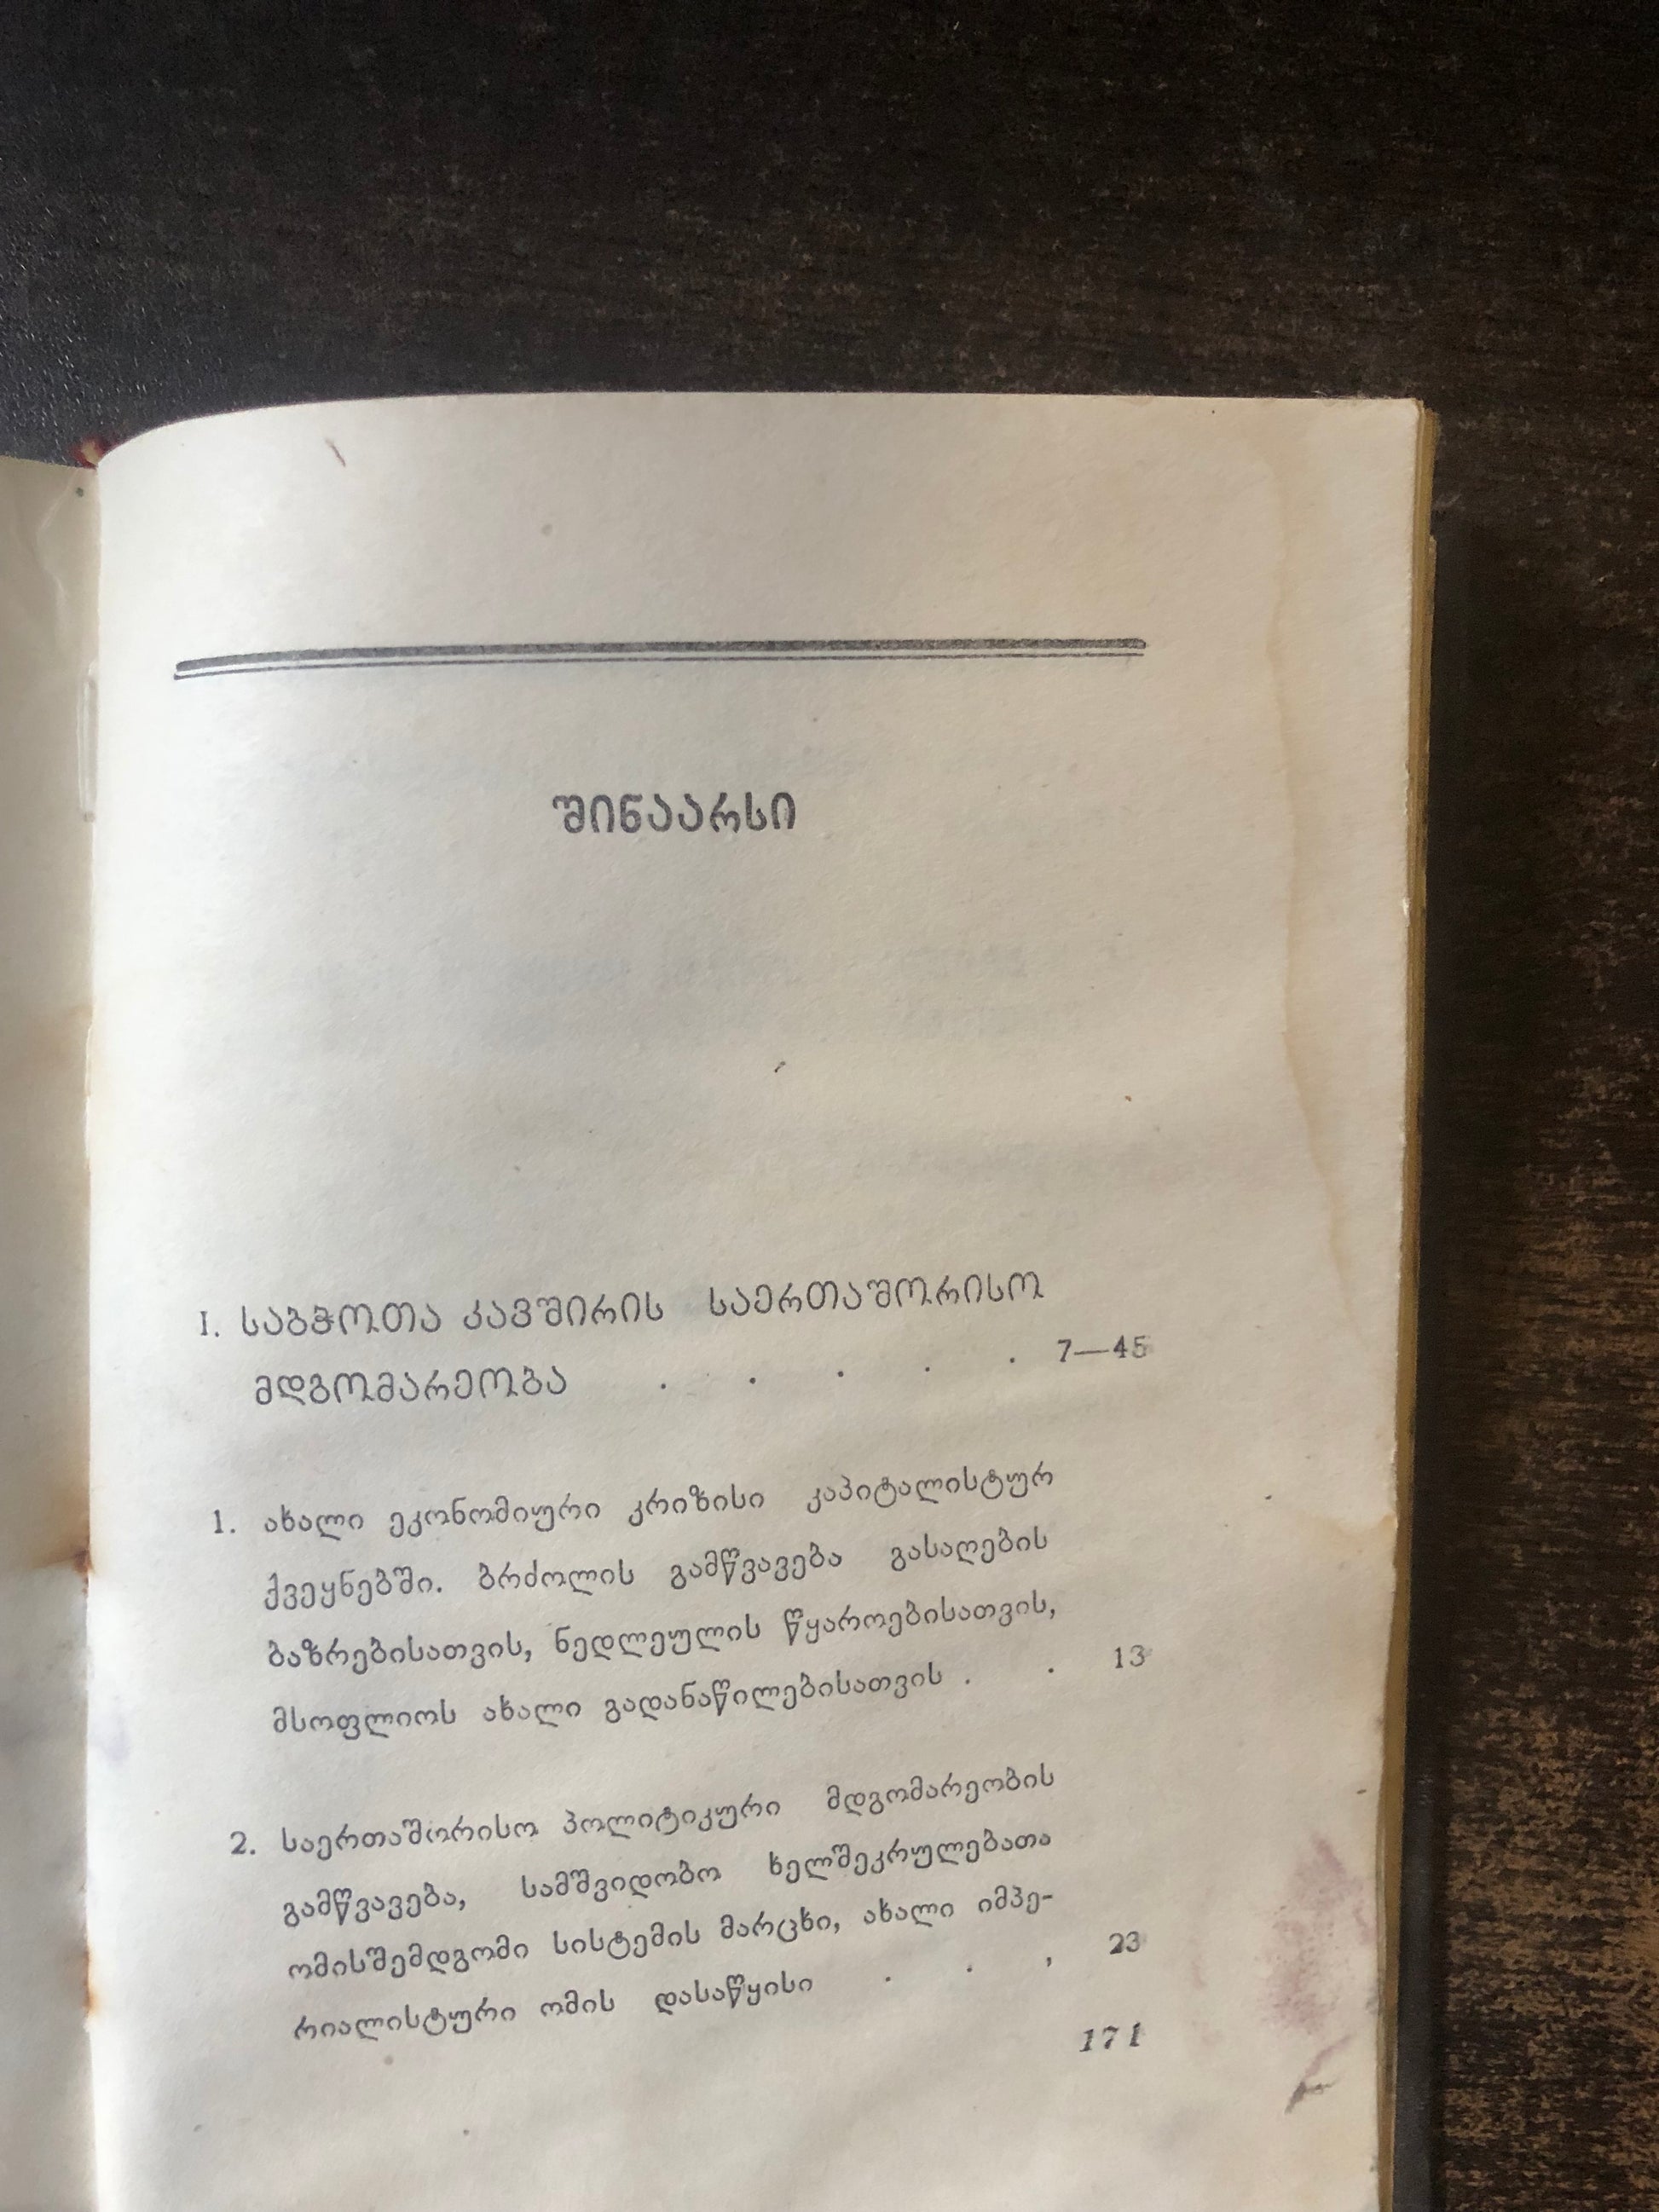 შინაარსი
I. საბჭოთა კავშირის საერთაშორისო
მდგომარეობა . . . . . 7—45
1. ახალი ეკონომიური კრიზისი კაპიტალისტურ
ქვეყნებში. ბრძოლის გამწვავება გასაღების
ბაზრებისათვის, ნედლეულის წყაროებისათვის,
მსოფლიოს ახალი გადანაწილებისათვის . . 13
2. საერთაშორისო პოლიტიკური მდგომარეობის
გამწვავება, სამშვიდობო ხელშეკრულებათა
ომისშემდგომი სისტემის მარცხი, ახალი იმპე-
რიალისტური ომის დასაწყისი . . . 23
171